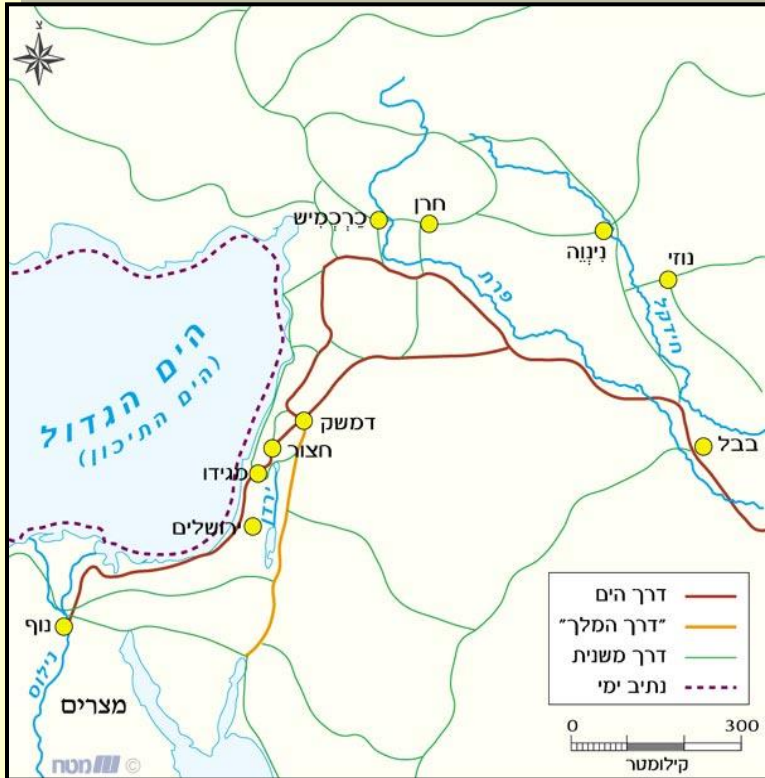 צ
כַּרְכְּמִישׁ
חרן
נִינְוֵה
נוזי
פרת
חידקל
הים הגדול
(הים התיכון)
דמשק
חצור
מגידו
ירדן
ירושלים
בבל
נוף
נילוס
מצרים
דרך הים
"דרך המלך"
דרך משנית
נתיב ימי
0 300
קילומטר
מטח ©